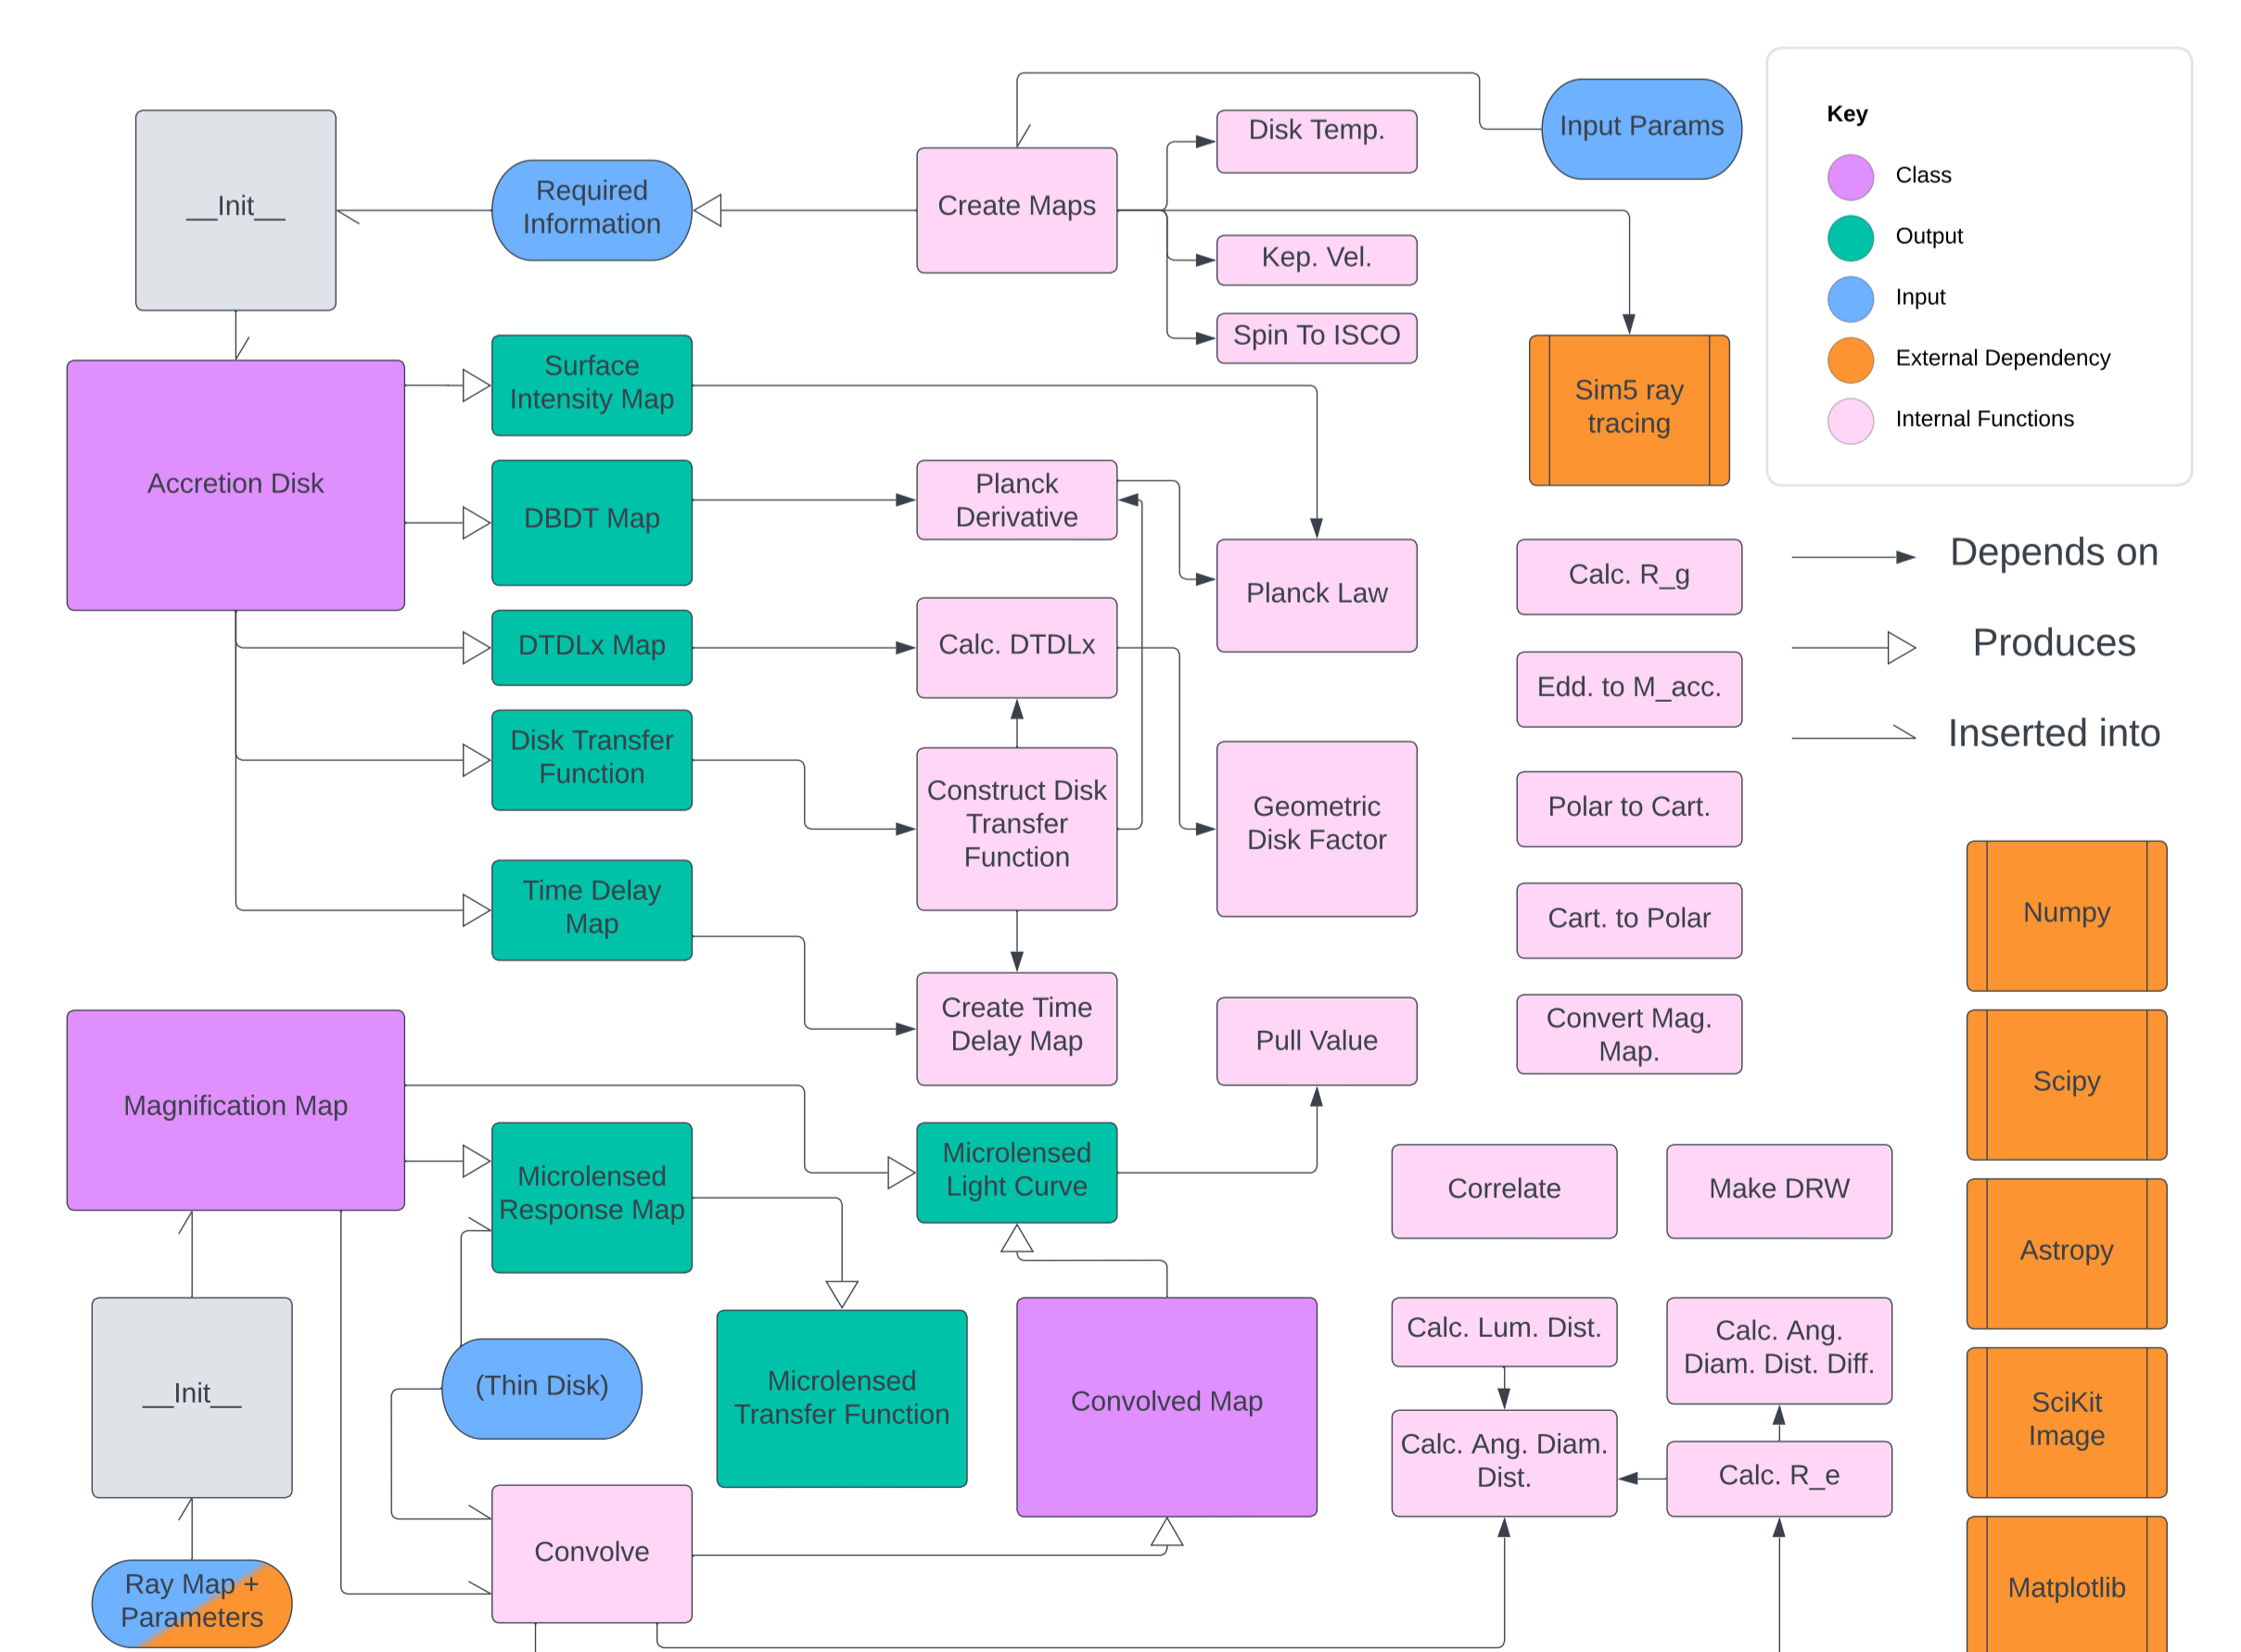 Input Params
Key
Class
Output
Input
External Dependency
Internal Functions
__Init__
Required
Information
Create Maps
Disk Temp.
Kep. Vel.
Spin To ISCO
Sim5 ray
tracing
Accretion Disk
Surface
Intensity Map
DBDT Map
DTDLx Map
Disk Transfer
Function
Time Delay
Map
Planck
Derivative
Calc. DTDLx
Construct Disk
Transfer
Function
Create Time
Delay Map
Planck Law
Geometric
Disk Factor
Pull Value
Calc. R_g
Edd. to M_acc.
Polar to Cart.
Cart. to Polar
Convert Mag.
Map.
Depends on
Produces
Inserted into
Numpy
Scipy
Astropy
SciKit
Image
Matplotlib
Magnification Map
Microlensed
Response Map
Microlensed
Light Curve
Correlate
Make DRW
__Init__
(Thin Disk)
Microlensed
Transfer Function
Convolved Map
Calc. Lum. Dist.
Calc. Ang.
Diam. Dist. Diff.
Calc. Ang. Diam.
Dist.
Calc. R_e
Convolve
Ray Map +
Parameters